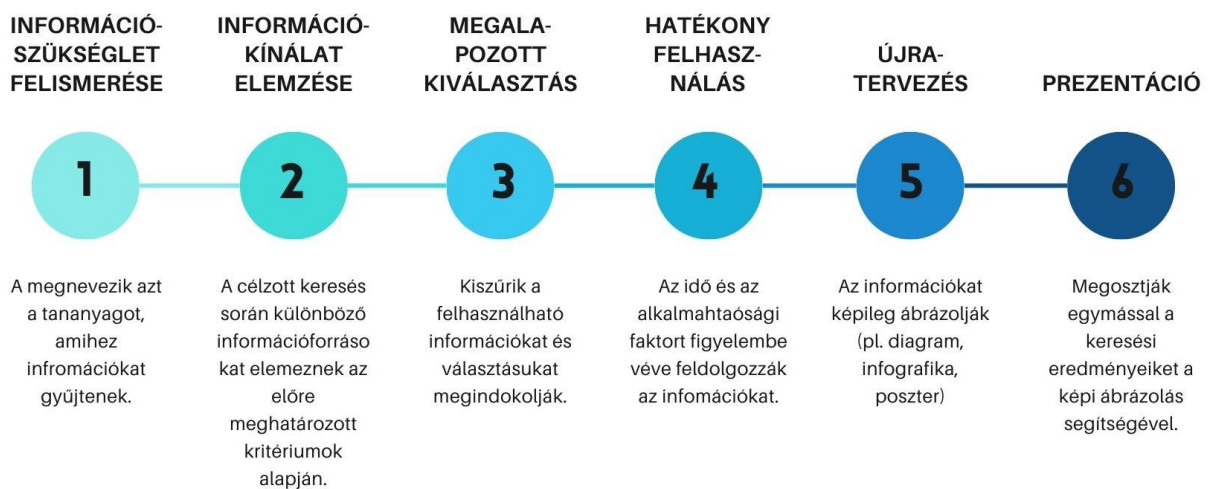 INFORMÁCIÓ-
SZÜKSÉGLET
FELISMERÉSE
INFORMÁCIÓ-
KÍNÁLAT
ELEMZÉSE
MEGALA-
POZOTT
KIVÁLASZTÁS
HATÉKONY
FELHASZ-
NÁLÁS
ÚJRA-
TERVEZÉS
PREZENTÁCIÓ
1
2
3
4
5
6
A megnevezik azt
a tananyagot,
amihez
infromációkat
gyűjtenek.
A célzott keresés
során különböző
információforráso
kat elemeznek az
előre
meghatározott
kritériumok
alapján.
Kiszűrik a
felhasználható
információkat és
választásukat
megindokolják.
Az idő és az
alkalmahtaósági
faktort figyelembe
véve feldolgozzák
az infomációkat.
Az információkat
képileg ábrázolják
(pl. diagram,
infografika,
poszter)
Megosztják
egymással a
keresési
eredményeiket a
képi ábrázolás
segítségével.